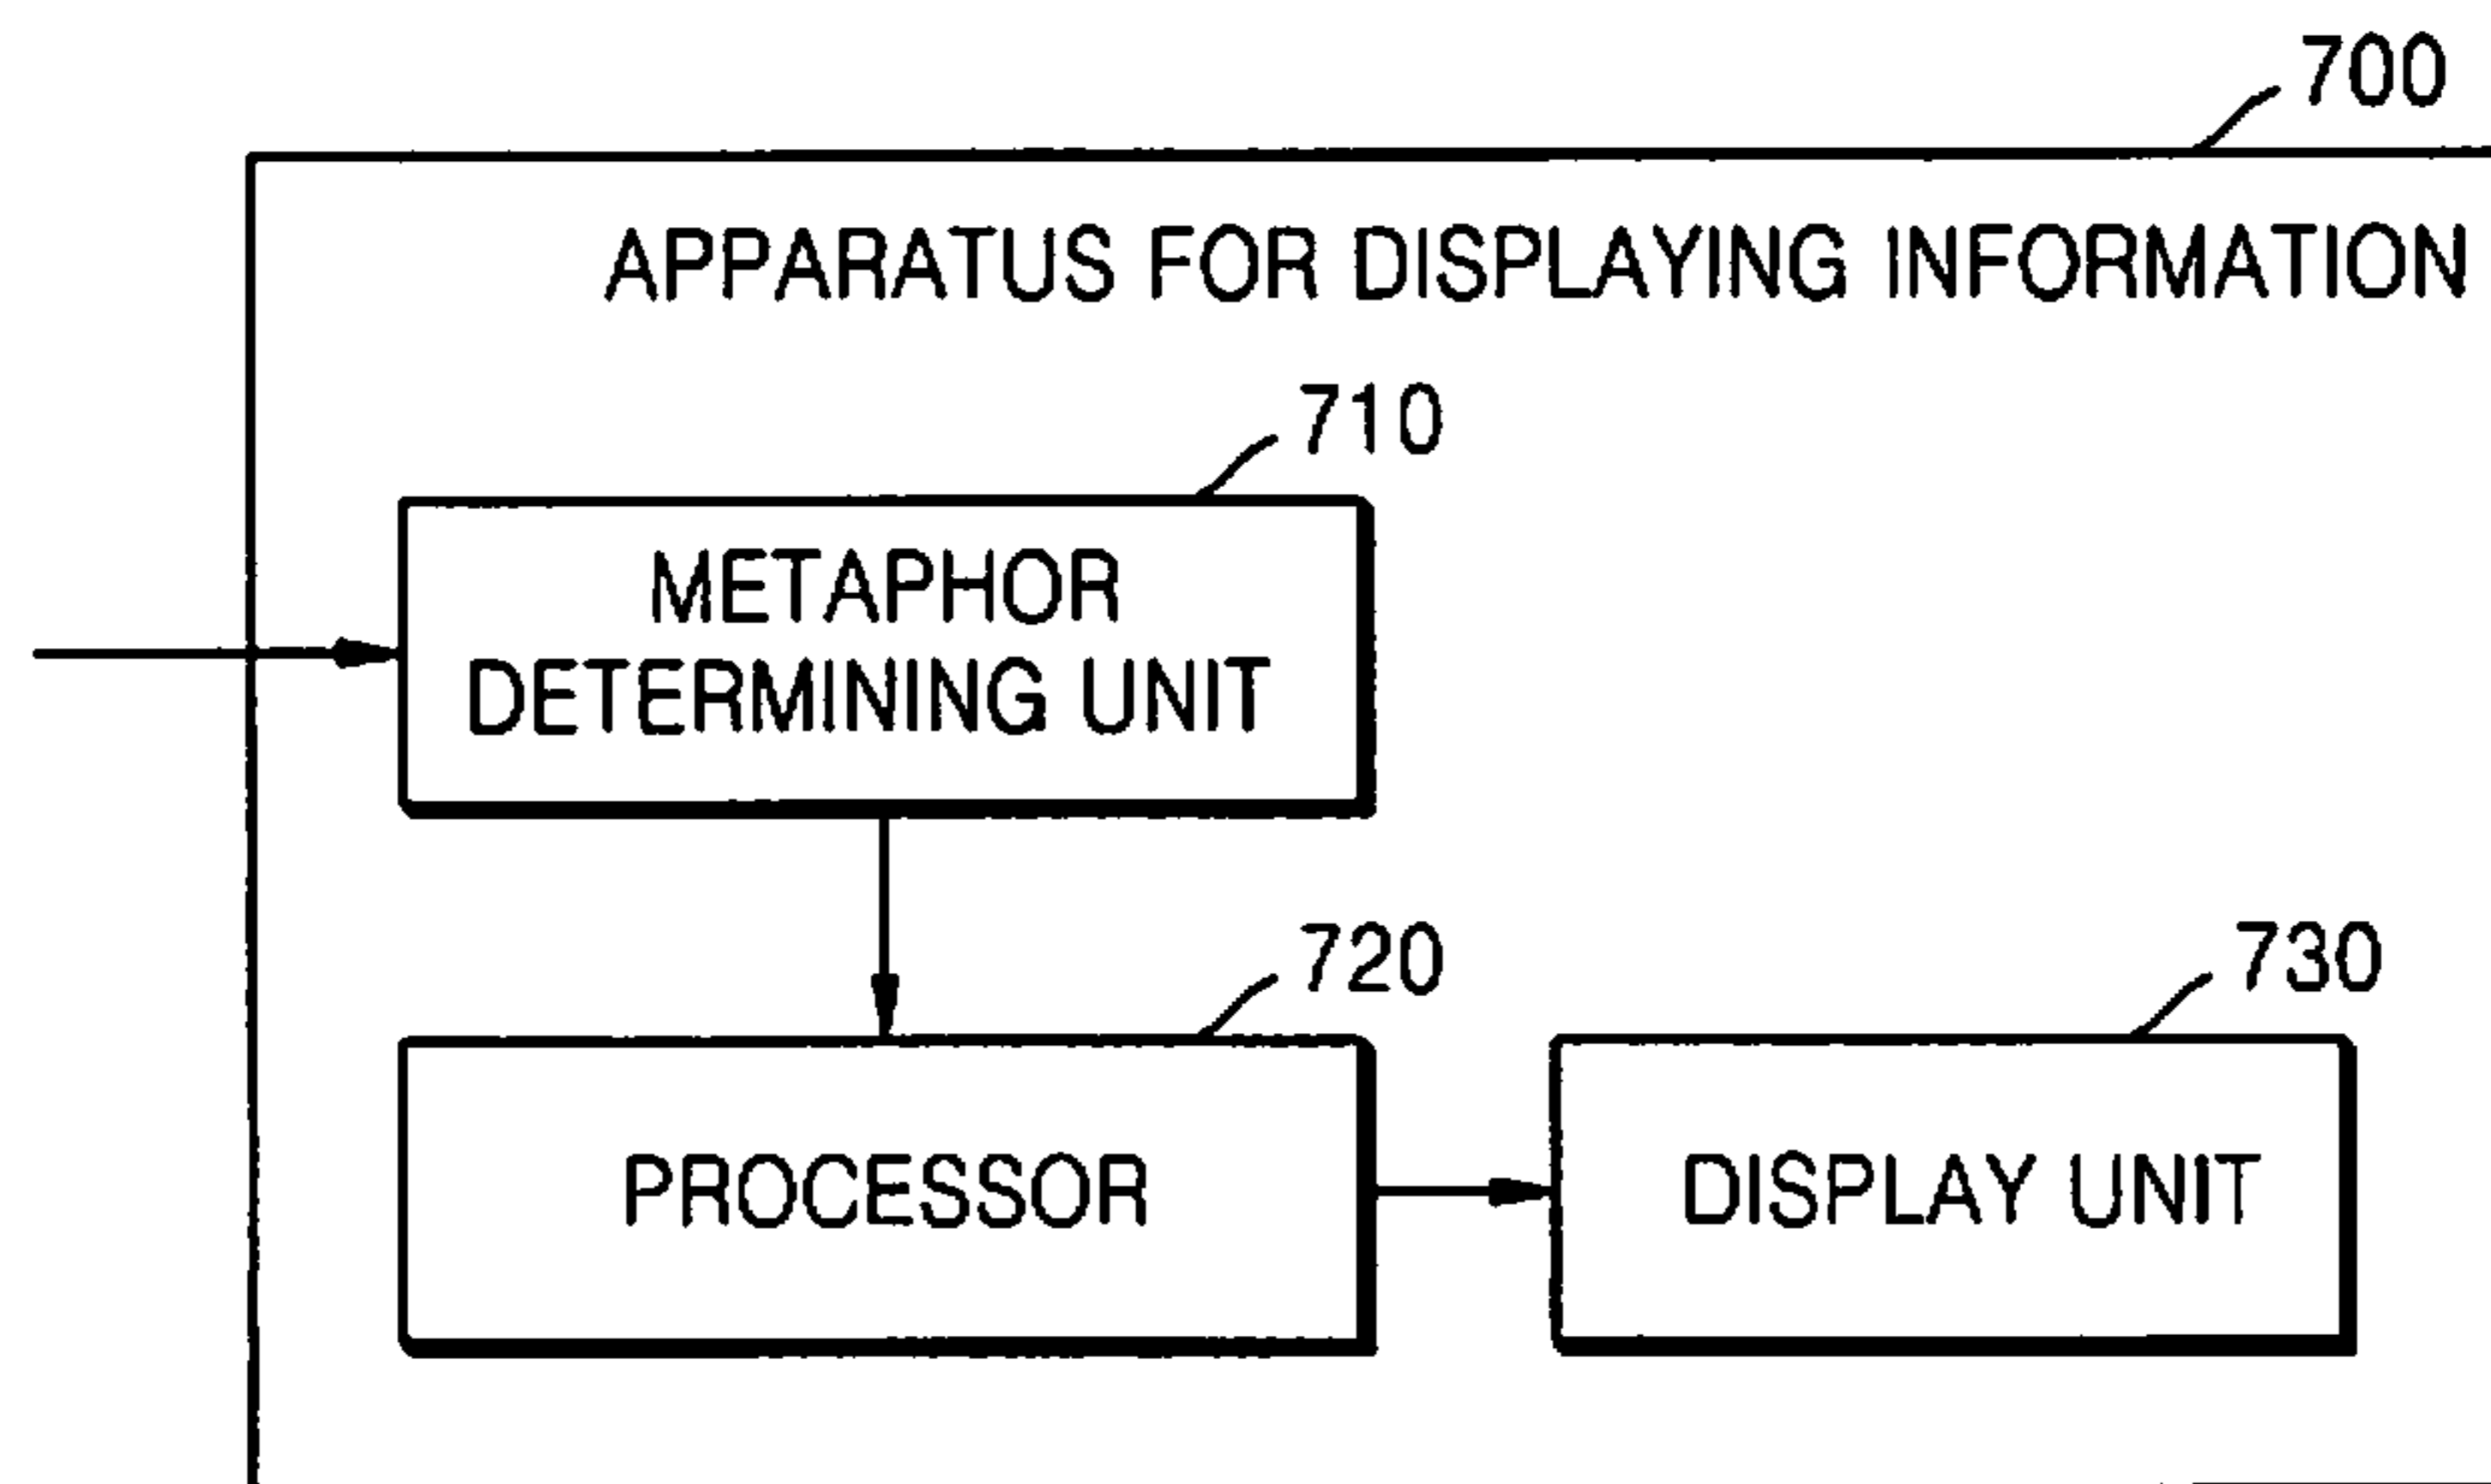 700
APPARATUS FOR DISPLAYING INFORMATION
710
METAPHOR
DETERMINING UNIT
720
730
PROCESSOR
DISPLAY UNIT